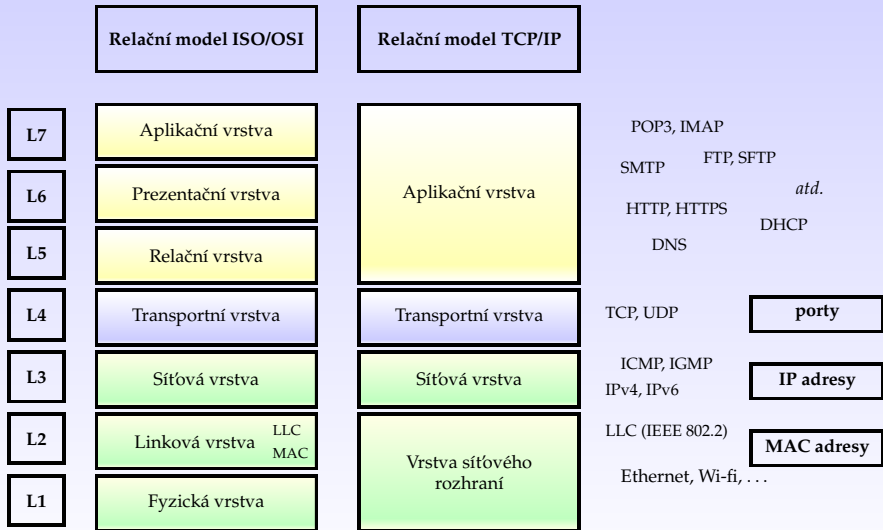 Relační model ISO/OSI
Relační model TCP/IP
L7
Aplikační vrstva
L6
Prezentační vrstva
L5
Relační vrstva
Aplikační vrstva
POP3, IMAP
SMTP
FTP, SFTP
atd.
HTTP, HTTPS
DHCP
DNS
L4
Transportní vrstva
Transportní vrstva
TCP, UDP
porty
L3
Síťová vrstva
Síťová vrstva
ICMP, IGMP
IPv4, IPv6
IP adresy
L2
Linková vrstva
LLC
MAC
L1
Fyzická vrstva
Vrstva síťového
rozhraní
LLC (IEEE 802.2)
MAC adresy
Ethernet, Wi-fi, . . .